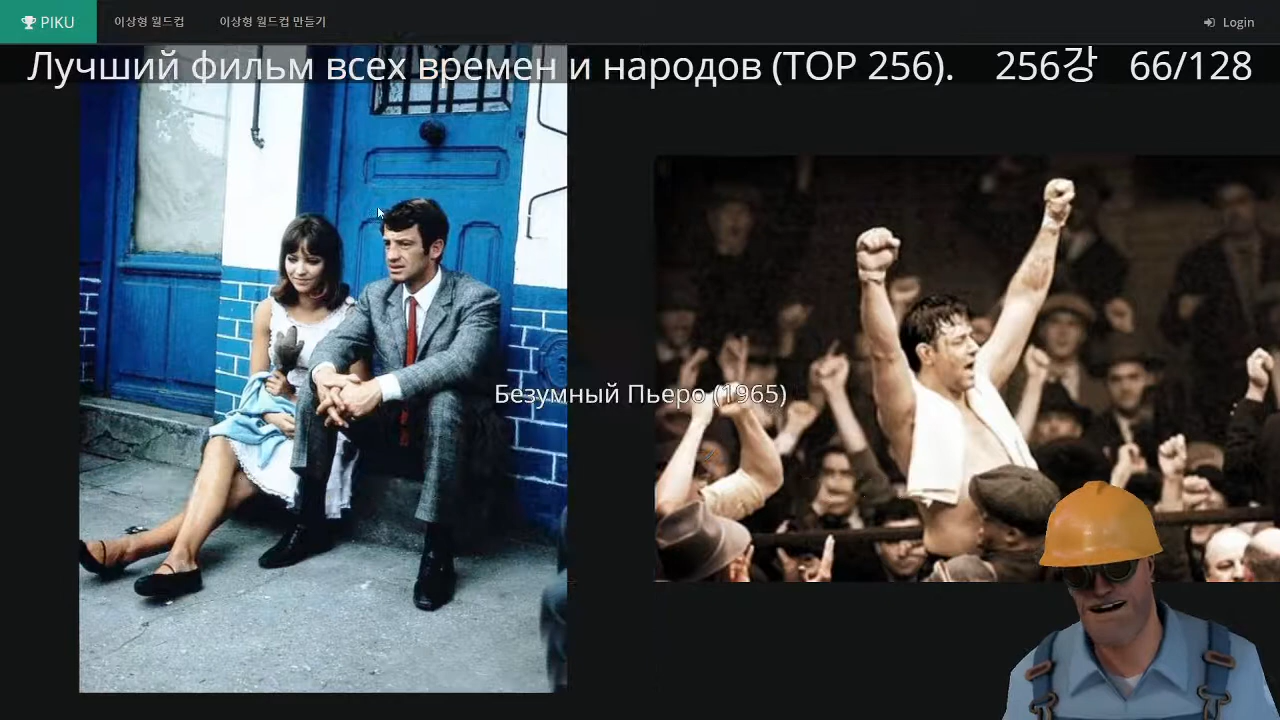 PIKU 이상형 월드컵 이상형 월드컵 만들기 Login
Лучший фильм всех времен и народов (TOP 256). 256강 66/128
Безумный Пьеро (1965)